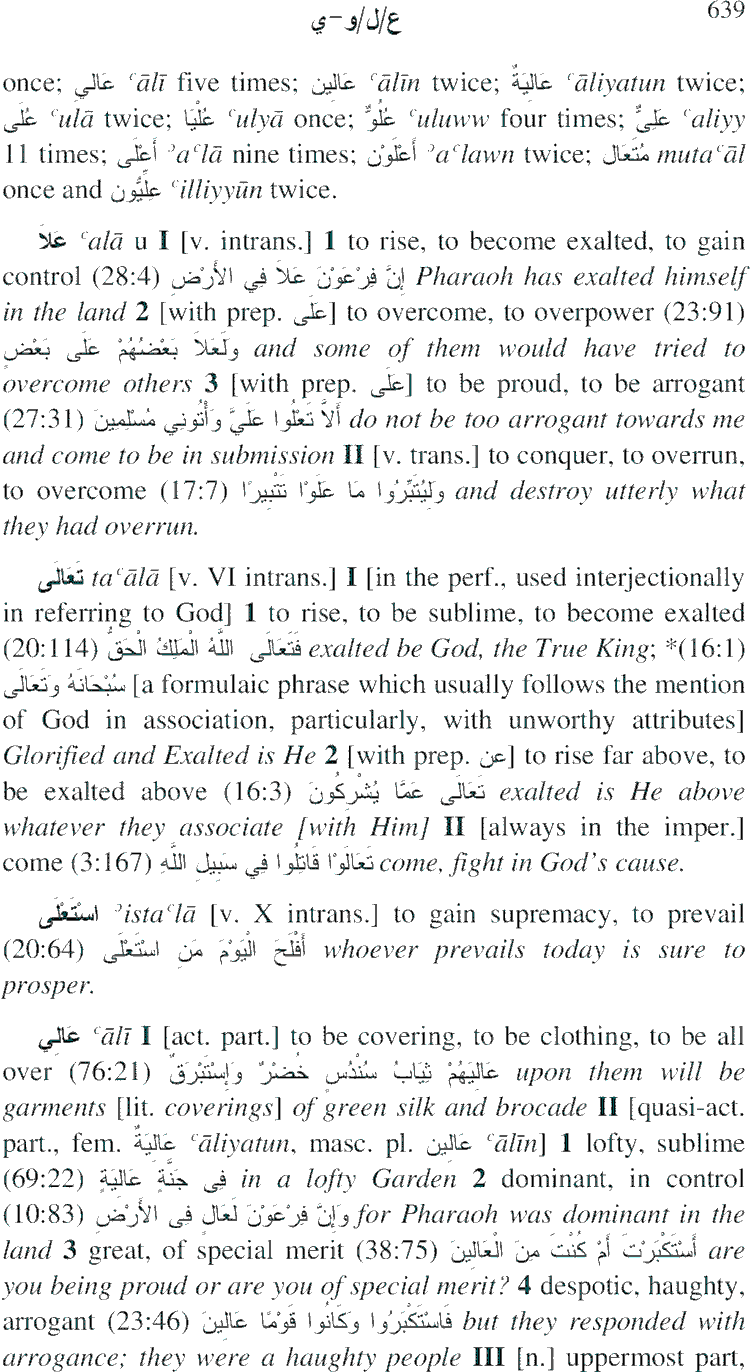 ع/ل/و-ي 639
once; عَالي ʿālī five times; عَالِين ʿālīn twice; عَالِيَةٌ ʿāliyatun twice;
عُلَى ʿulā twice; عُلْيَا ʿulyā once; عُلُوٌّ ʿuluww four times; عَلِيٌّ ʿaliyy
11 times; أَعْلَى ʾaʿlā nine times; أَعْلَوْن ʾaʿlawn twice; مُتَعَال mutaʿāl
once and عِلِّيُّون ʿilliyyūn twice.
عَلاَ ʿalā u I [v. intrans.] 1 to rise, to become exalted, to gain
control (28:4) إِنَّ فِرْعَوْنَ عَلاَ فِي الأَرْضِ Pharaoh has exalted himself
in the land 2 [with prep. عَلَى] to overcome, to overpower (23:91)
وَلَعَلاَ بَعْضُهُمْ عَلَى بَعْضٍ and some of them would have tried to
overcome others 3 [with prep. عَلَى] to be proud, to be arrogant
(27:31) أَلاَّ تَعْلُوا عَلَيَّ وَأْتُونِي مُسْلِمِينَ do not be too arrogant towards me
and come to be in submission II [v. trans.] to conquer, to overrun,
to overcome (17:7) وَلِيُتَبِّرُوا مَا عَلَوْا تَتْبِيرًا and destroy utterly what
they had overrun.
تَعَالَى taʿālā [v. VI intrans.] I [in the perf., used interjectionally
in referring to God] 1 to rise, to be sublime, to become exalted
(20:114) فَتَعَالَى اللَّهُ الْمَلِكُ الْحَقُّ exalted be God, the True King; *(16:1)
سُبْحَانَهُ وَتَعَالَى [a formulaic phrase which usually follows the mention
of God in association, particularly, with unworthy attributes]
Glorified and Exalted is He 2 [with prep. عن] to rise far above, to
be exalted above (16:3) تَعَالَى عَمَّا يُشْرِكُونَ exalted is He above
whatever they associate [with Him] II [always in the imper.]
come (3:167) تَعَالَوْا قَاتِلُوا فِي سَبِيلِ اللَّهِ come, fight in God’s cause.
اسْتَعْلَى ʾistaʿlā [v. X intrans.] to gain supremacy, to prevail
(20:64) أَفْلَحَ الْيَوْمَ مَنِ اسْتَعْلَى whoever prevails today is sure to
prosper.
عَالِي ʿālī I [act. part.] to be covering, to be clothing, to be all
over (76:21) عَالِيَهُمْ ثِيَابُ سُنْدُسٍ خُضْرٌ وَإِسْتَبْرَقٌ upon them will be
garments [lit. coverings] of green silk and brocade II [quasi-act.
part., fem. عَالِيَةٌ ʿāliyatun, masc. pl. عَالِين ʿālīn] 1 lofty, sublime
(69:22) فِى جَنَّةٍ عَالِيَةٍ in a lofty Garden 2 dominant, in control
(10:83) وَإِنَّ فِرْعَوْنَ لَعَالٍ فِى الأَرْضِ for Pharaoh was dominant in the
land 3 great, of special merit (38:75) أَسْتَكْبَرْتَ أَمْ كُنْتَ مِنَ الْعَالِينَ are
you being proud or are you of special merit? 4 despotic, haughty,
arrogant (23:46) فَاسْتَكْبَرُوا وَكَانُوا قَوْمًا عَالِينَ but they responded with
arrogance; they were a haughty people III [n.] uppermost part.